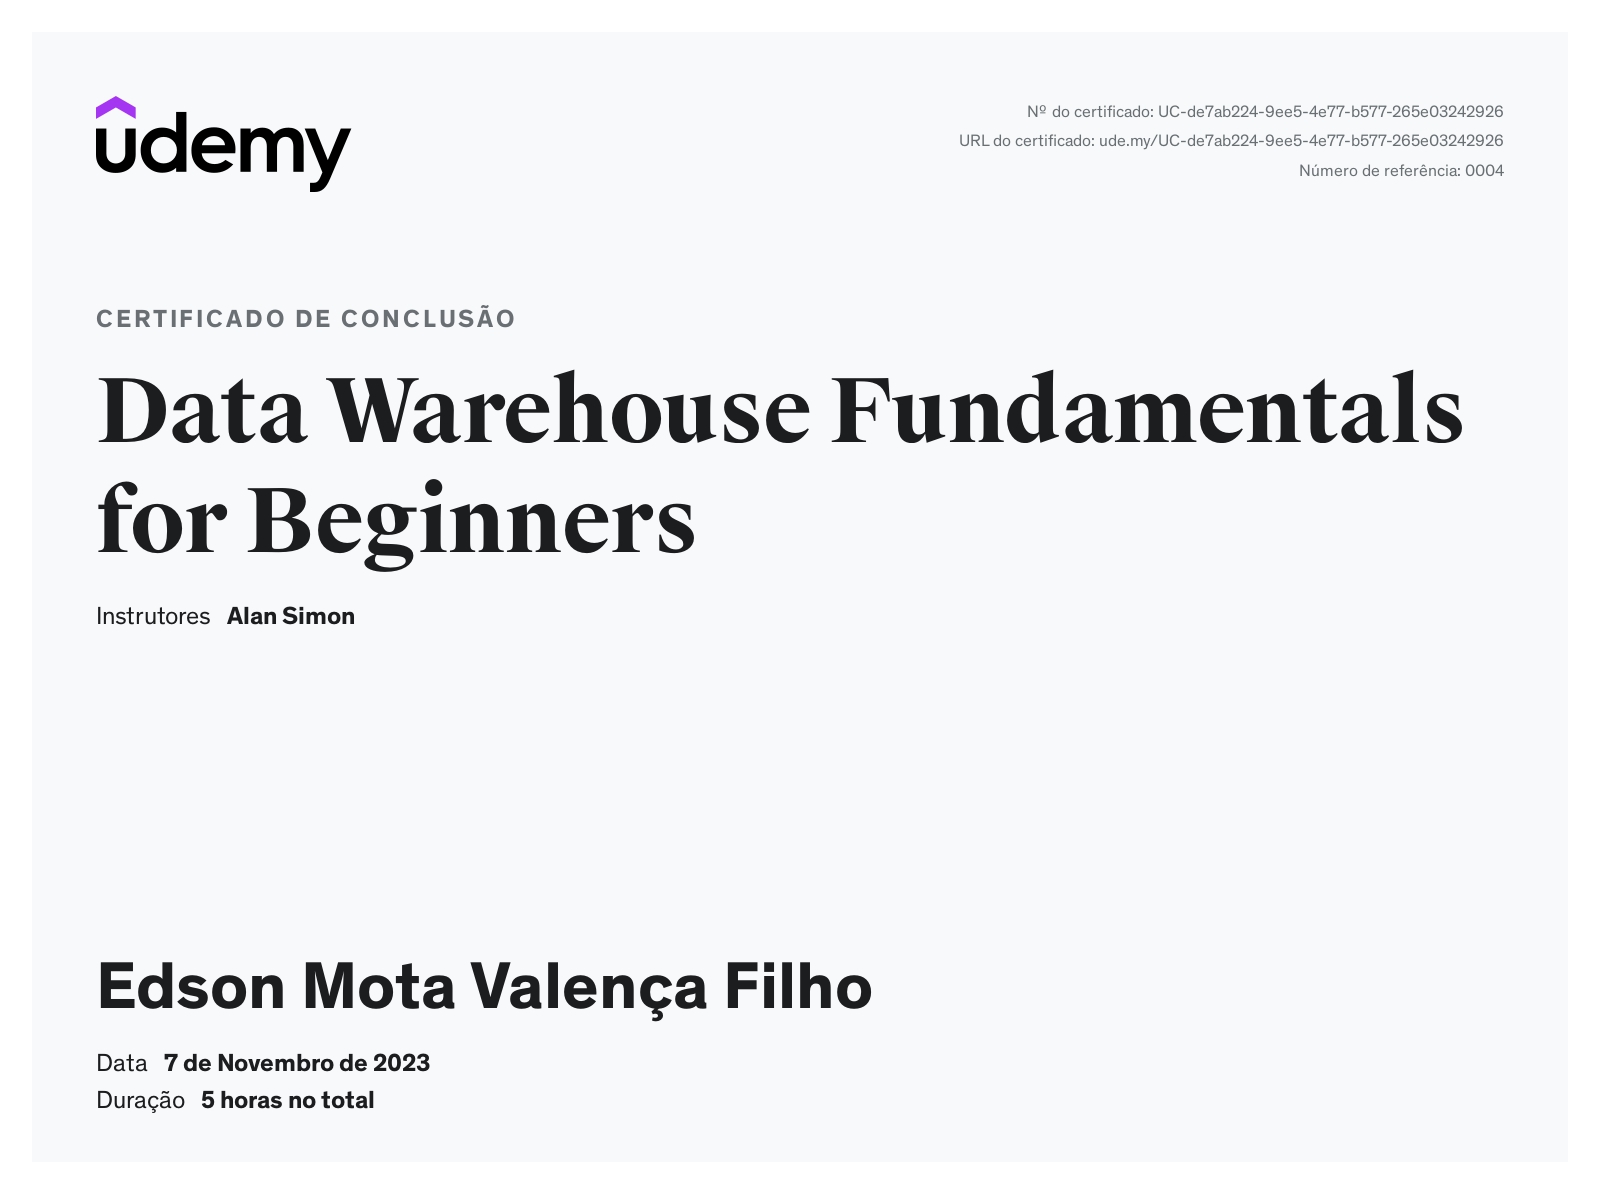 udemy
Nº do certificado: UC-de7ab224-9ee5-4e77-b577-265e03242926
URL do certificado: ude.my/UC-de7ab224-9ee5-4e77-b577-265e03242926
Número de referência: 0004
CERTIFICADO DE CONCLUSÃO
Data Warehouse Fundamentals
for Beginners
Instrutores Alan Simon
Edson Mota Valença Filho
Data 7 de Novembro de 2023
Duração 5 horas no total